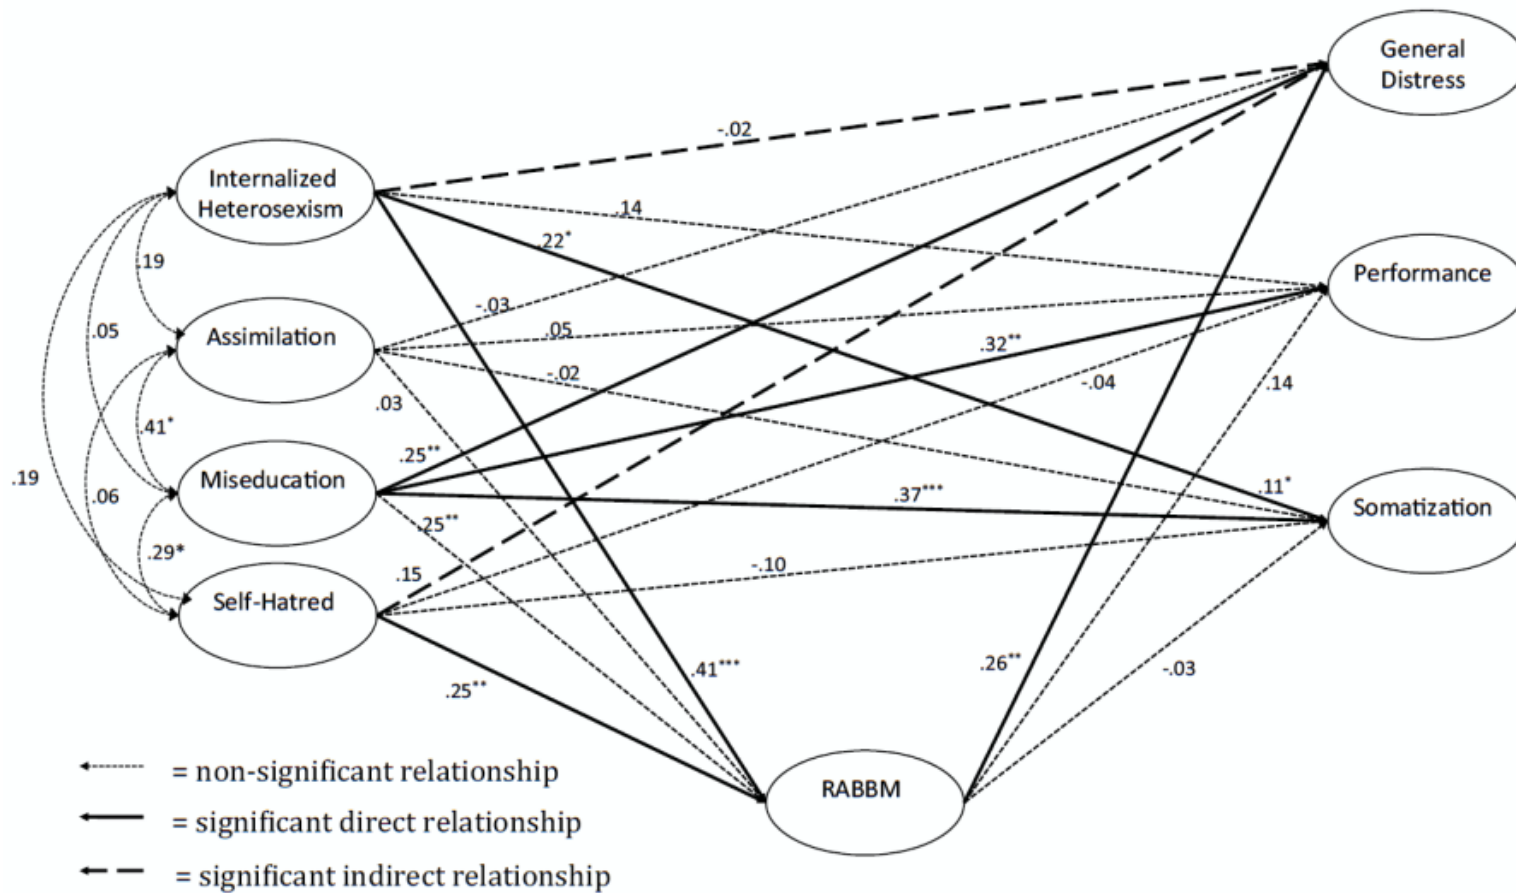 General
Distress
-.02
Internalized
Heterosexism
.14
.22*
.19
Performance
-.03
.05
Assimilation
.05
.32**
-.02
-.04
.14
.03
.41*
.25**
Miseducation
.19
.06
.37***
.11*
Somatization
.25**
.29*
-.10
.15
Self-Hatred
.41***
.26**
-.03
.25**
= non-significant relationship
RABBM
= significant direct relationship
= significant indirect relationship